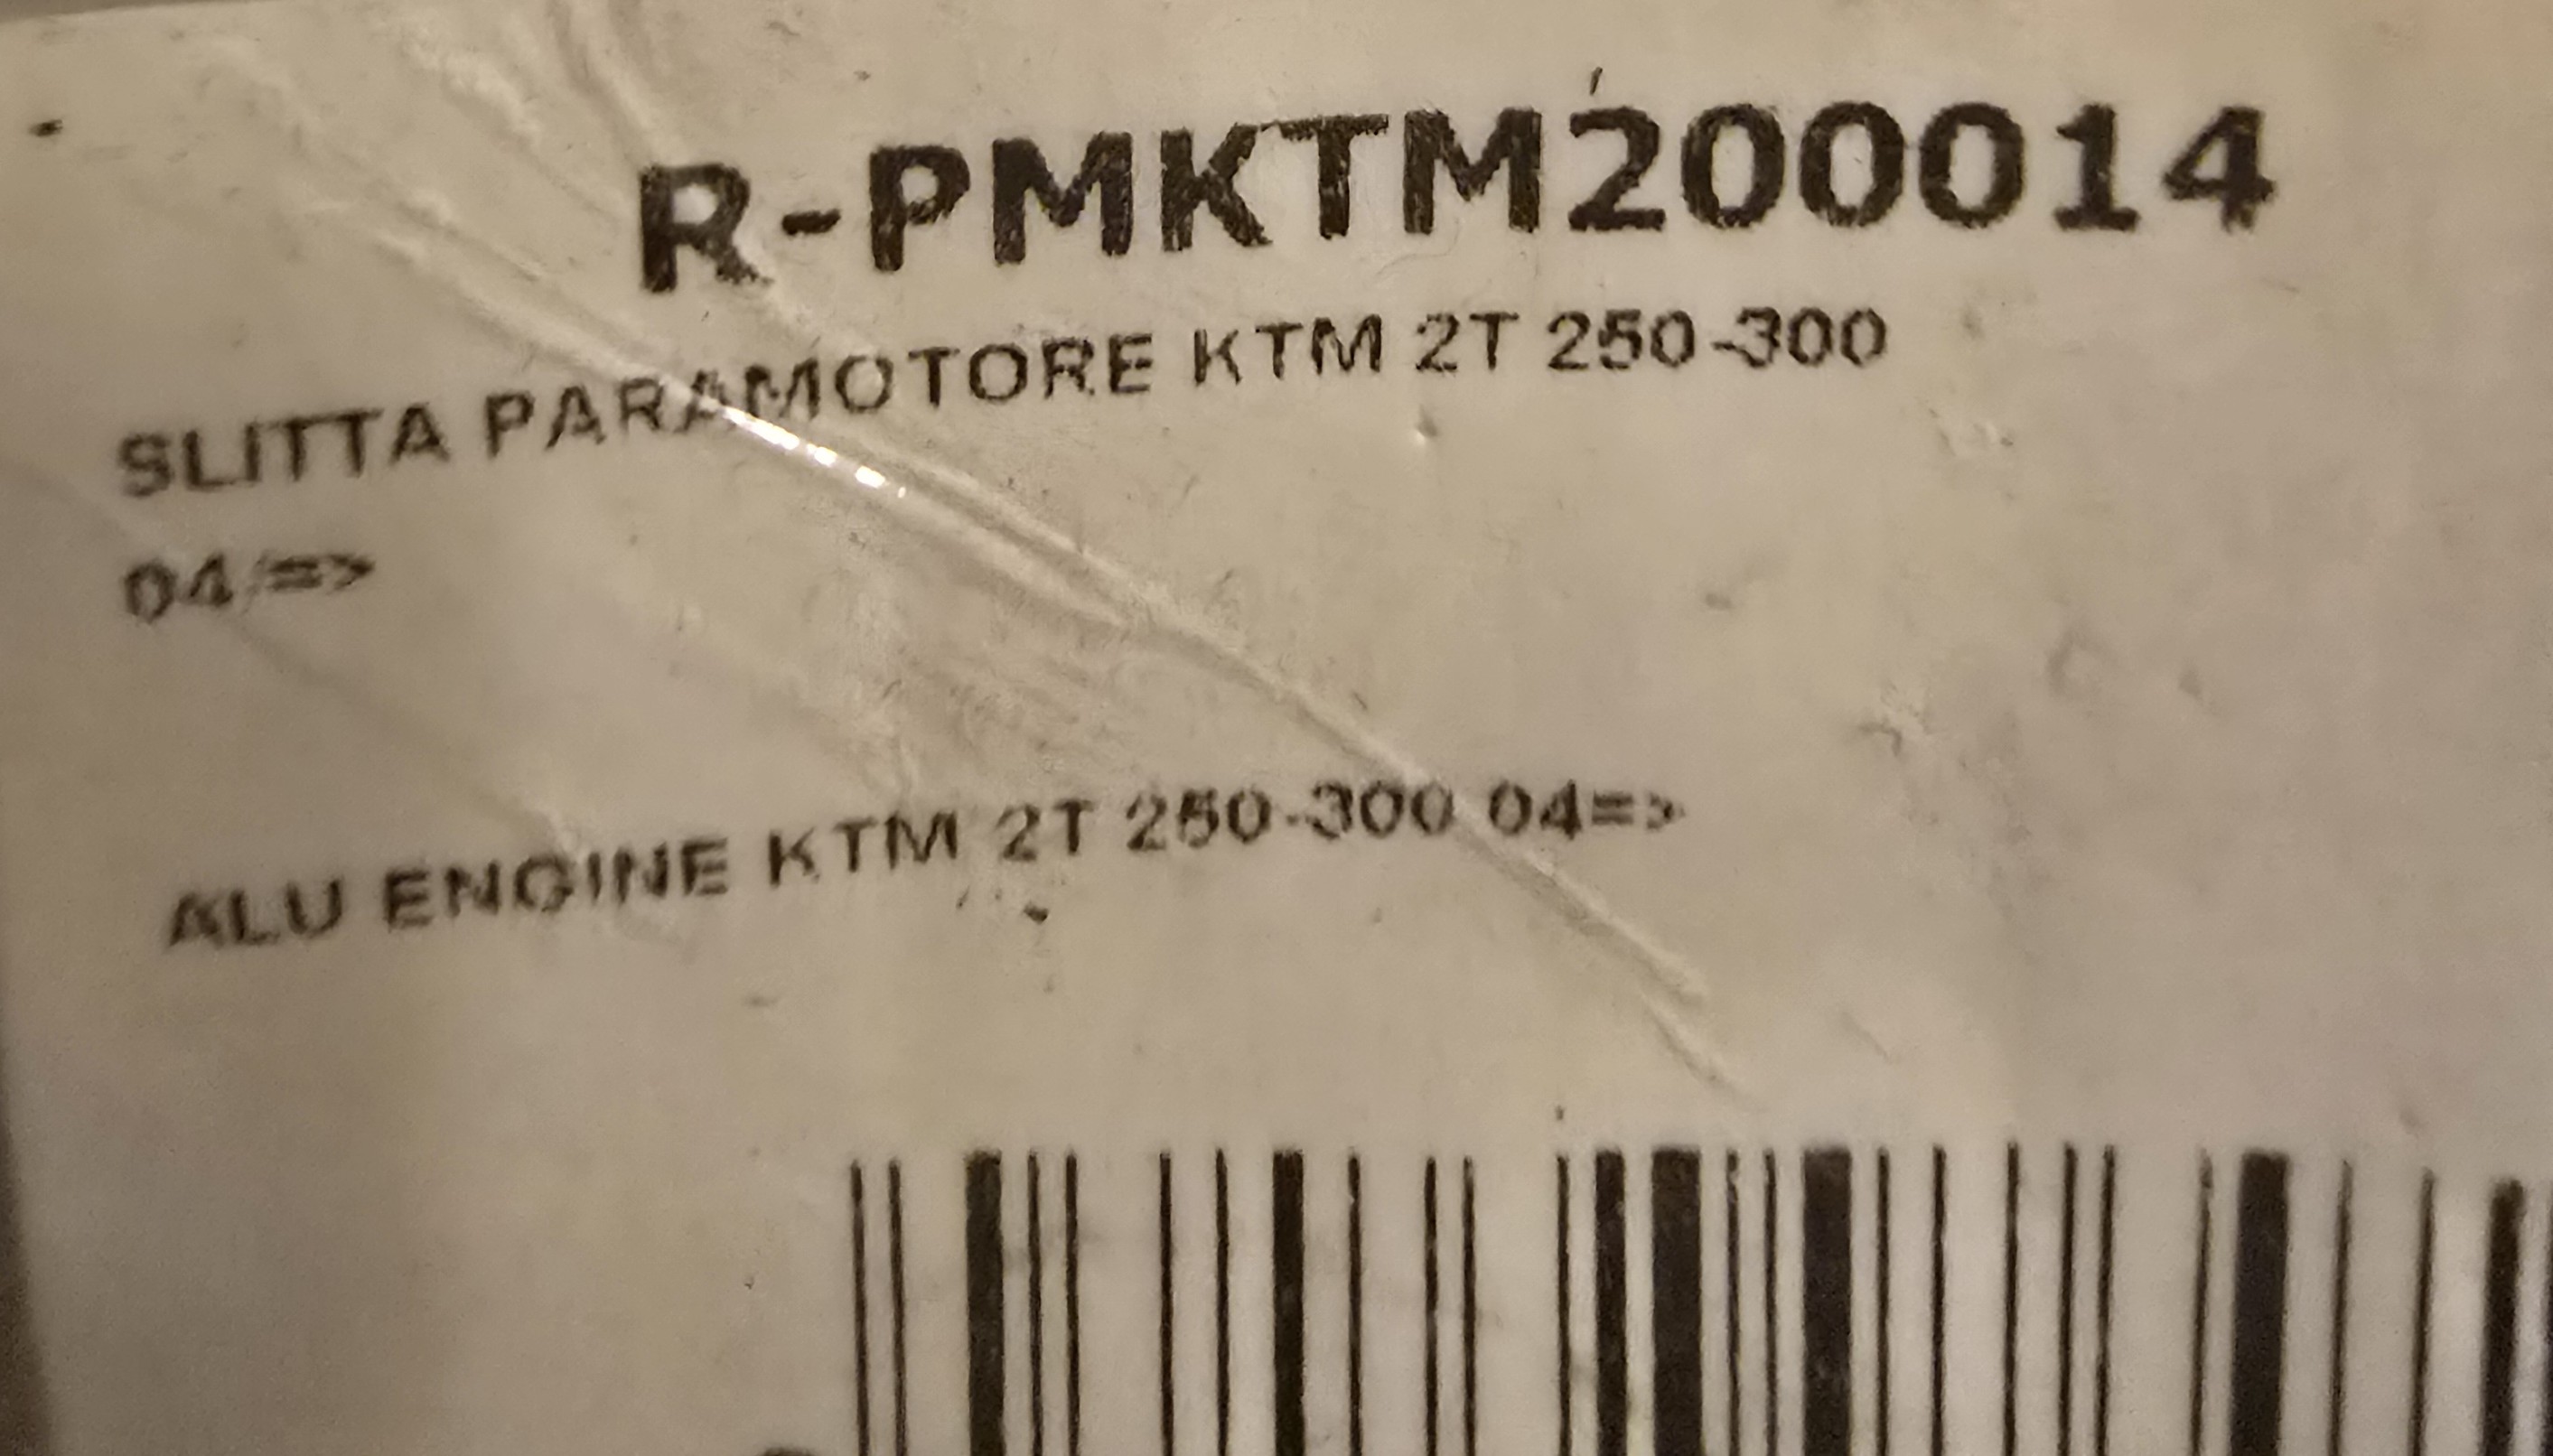 R-PMKTM200014
SLITTA PARAMOTORE KTM 2T 250-300
04/=>
ALU ENGINE KTM 2T 250-300 04=>